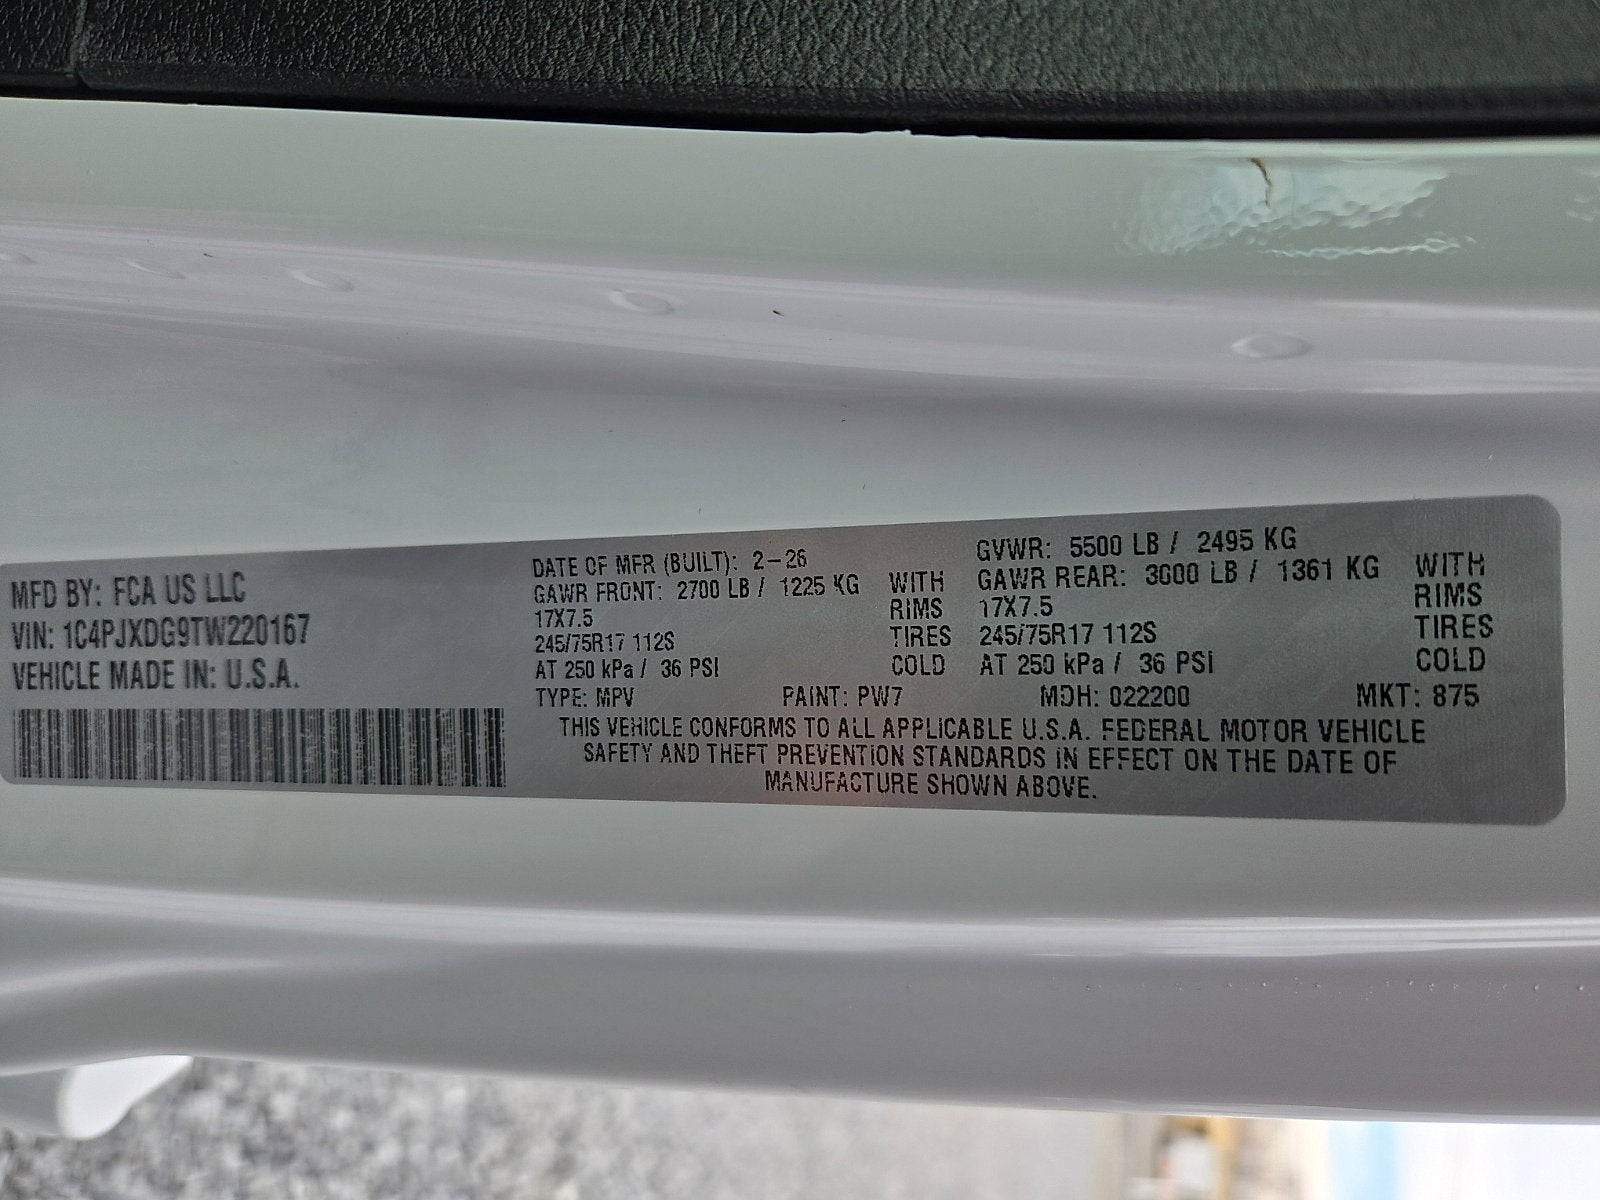 MFD BY: FCA US LLC
VIN: 1C4PJXDG9TW220167
VEHICLE MADE IN: U.S.A.
DATE OF MFR (BUILT): 2-26
GAWR FRONT: 2700 LB / 1225 KG WITH
17X7.5 RIMS
245/75R17 112S TIRES
AT 250 kPa / 36 PSI COLD
GVWR: 5500 LB / 2495 KG
GAWR REAR: 3000 LB / 1361 KG WITH
17X7.5 RIMS
245/75R17 112S TIRES
AT 250 kPa / 36 PSI COLD
TYPE: MPV PAINT: PW7 MDH: 022200 MKT: 875
THIS VEHICLE CONFORMS TO ALL APPLICABLE U.S.A. FEDERAL MOTOR VEHICLE
SAFETY AND THEFT PREVENTION STANDARDS IN EFFECT ON THE DATE OF
MANUFACTURE SHOWN ABOVE.